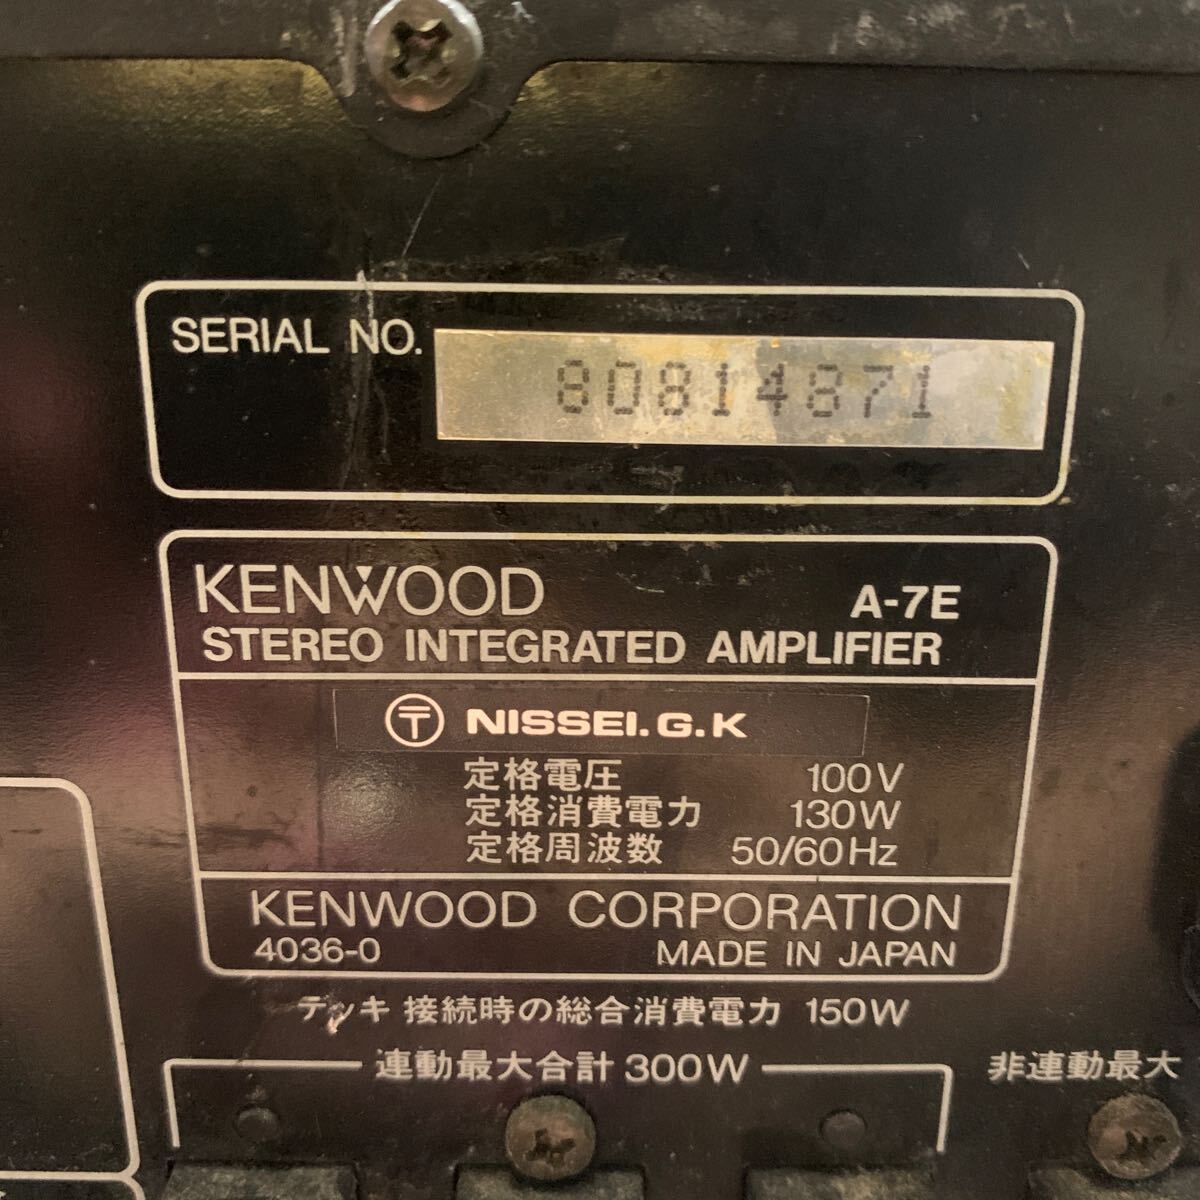 SERIAL NO. 80814871
KENWOOD A-7E
STEREO INTEGRATED AMPLIFIER
〒 NISSEI.G.K
定格電圧 100V
定格消費電力 130W
定格周波数 50/60Hz
KENWOOD CORPORATION
4036-0 MADE IN JAPAN
デッキ 接続時の総合消費電力 150W
連動最大合計 300W 非連動最大